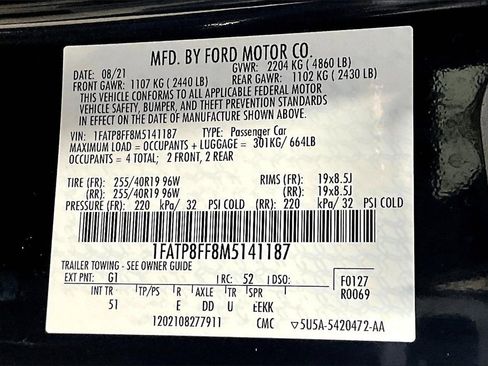 MFD. BY FORD MOTOR CO.
DATE: 08/21 GVWR: 2204 KG ( 4860 LB)
FRONT GAWR: 1107 KG ( 2440 LB) REAR GAWR: 1102 KG ( 2430 LB)
THIS VEHICLE CONFORMS TO ALL APPLICABLE FEDERAL MOTOR
VEHICLE SAFETY, BUMPER, AND THEFT PREVENTION STANDARDS
IN EFFECT ON THE DATE OF MANUFACTURE SHOWN ABOVE.
VIN: 1FATP8FF8M5141187 TYPE: Passenger Car
MAXIMUM LOAD = OCCUPANTS + LUGGAGE = 301KG/ 664LB
OCCUPANTS = 4 TOTAL; 2 FRONT, 2 REAR
TIRE (FR): 255/40R19 96W RIMS (FR): 19x8.5J
(RR): 255/40R19 96W (RR): 19x8.5J
PRESSURE (FR): 220 kPa/ 32 PSI COLD (RR): 220 kPa/ 32 PSI COLD
1FATP8FF8M5141187
TRAILER TOWING - SEE OWNER GUIDE
EXT PNT: G1 RC: 52 DSO: F0127
INT TR TP/PS R AXLE TR SPR R0069
51 E DD U EEKK
1202108277911 CMC ▽5U5A-5420472-AA